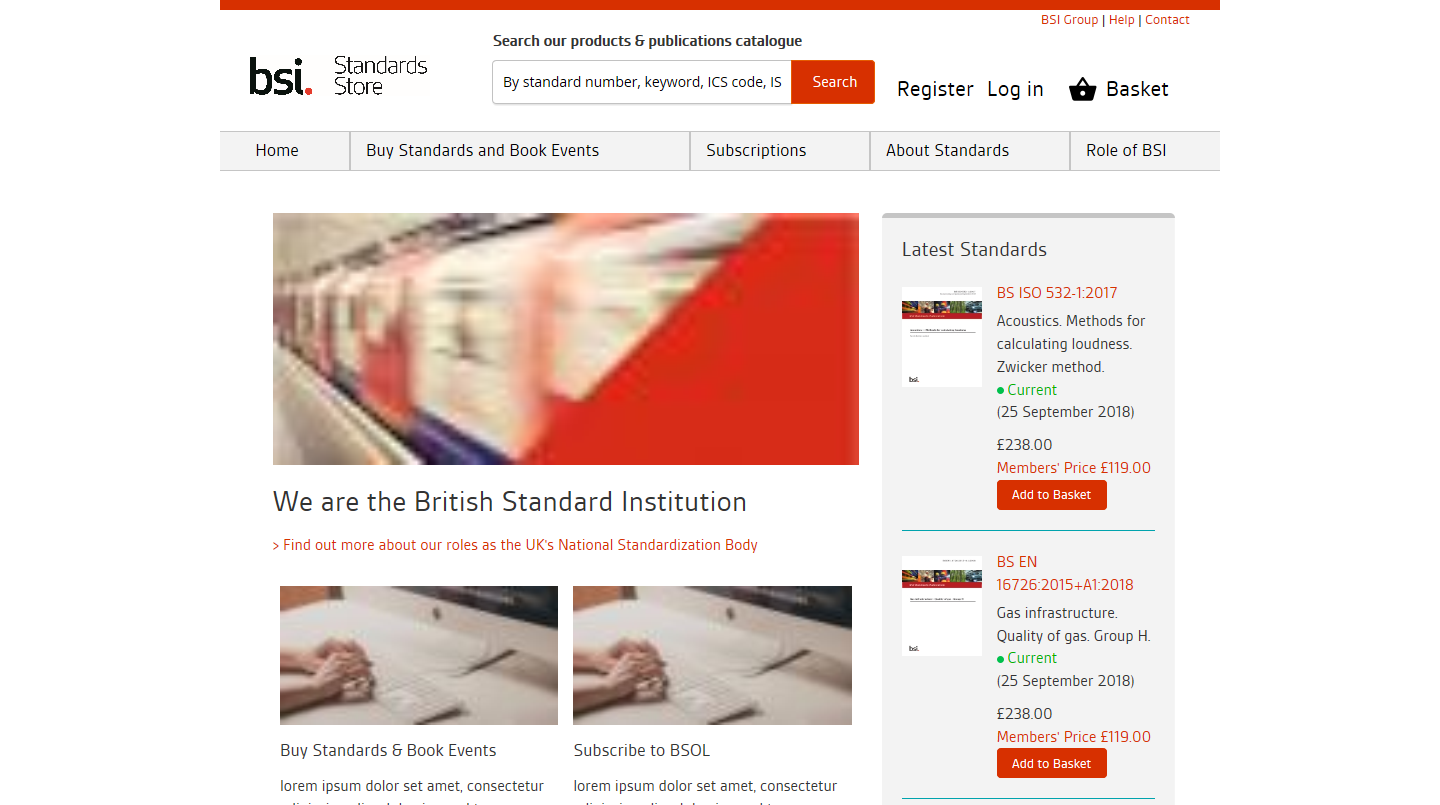 BSI Group | Help | Contact
Search our products & publications catalogue
bsi. Standards Store
By standard number, keyword, ICS code, IS
Search
Register Log in Basket
Home Buy Standards and Book Events Subscriptions About Standards Role of BSI
We are the British Standard Institution
> Find out more about our roles as the UK's National Standardization Body
Buy Standards & Book Events
lorem ipsum dolor set amet, consectetur
Subscribe to BSOL
lorem ipsum dolor set amet, consectetur
Latest Standards
bsi.
BS ISO 532-1:2017
Acoustics. Methods for
calculating loudness.
Zwicker method.
Current
(25 September 2018)
£238.00
Members' Price £119.00
Add to Basket
bsi.
BS EN
16726:2015+A1:2018
Gas infrastructure.
Quality of gas. Group H.
Current
(25 September 2018)
£238.00
Members' Price £119.00
Add to Basket